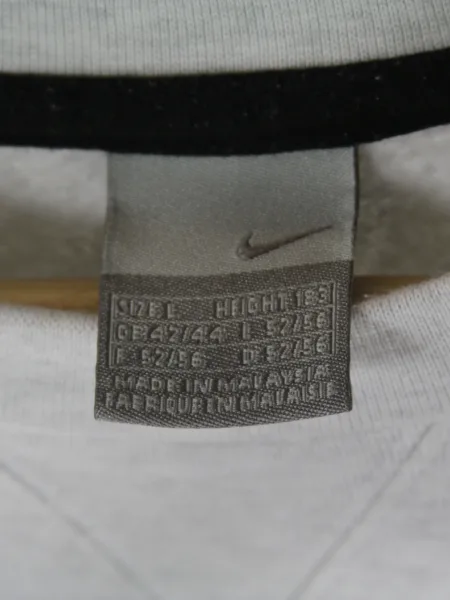 SIZE L HEIGHT 183
GB 42/44 I 52/56
F 52/56 D 52/56
MADE IN MALAYSIA
FABRIQUE EN MALAISIE